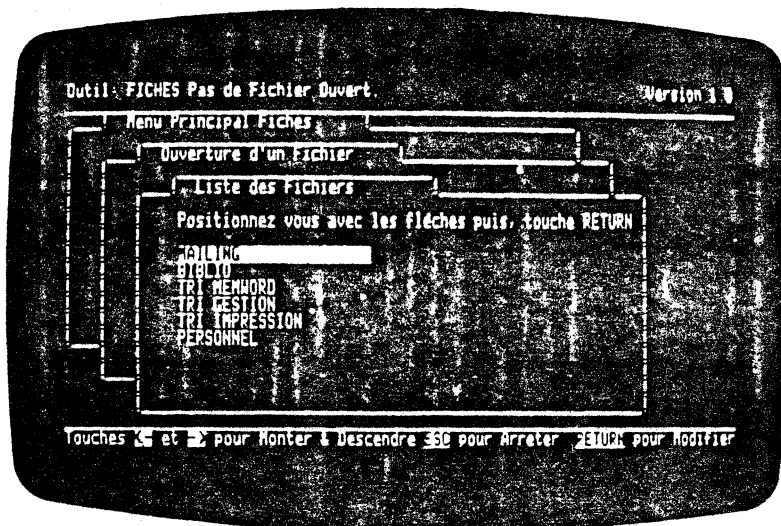 Outil: FICHES Pas de Fichier Ouvert. Version 1.0
Menu Principal Fiches
Ouverture d'un Fichier
Liste des Fichiers
Positionnez vous avec les fléches puis, touche RETURN
MAILING
BIBLIO
TRI MEMWORD
TRI GESTION
TRI IMPRESSION
PERSONNEL
Touches <- et -> pour Monter & Descendre ESC pour Arreter RETURN pour Modifier